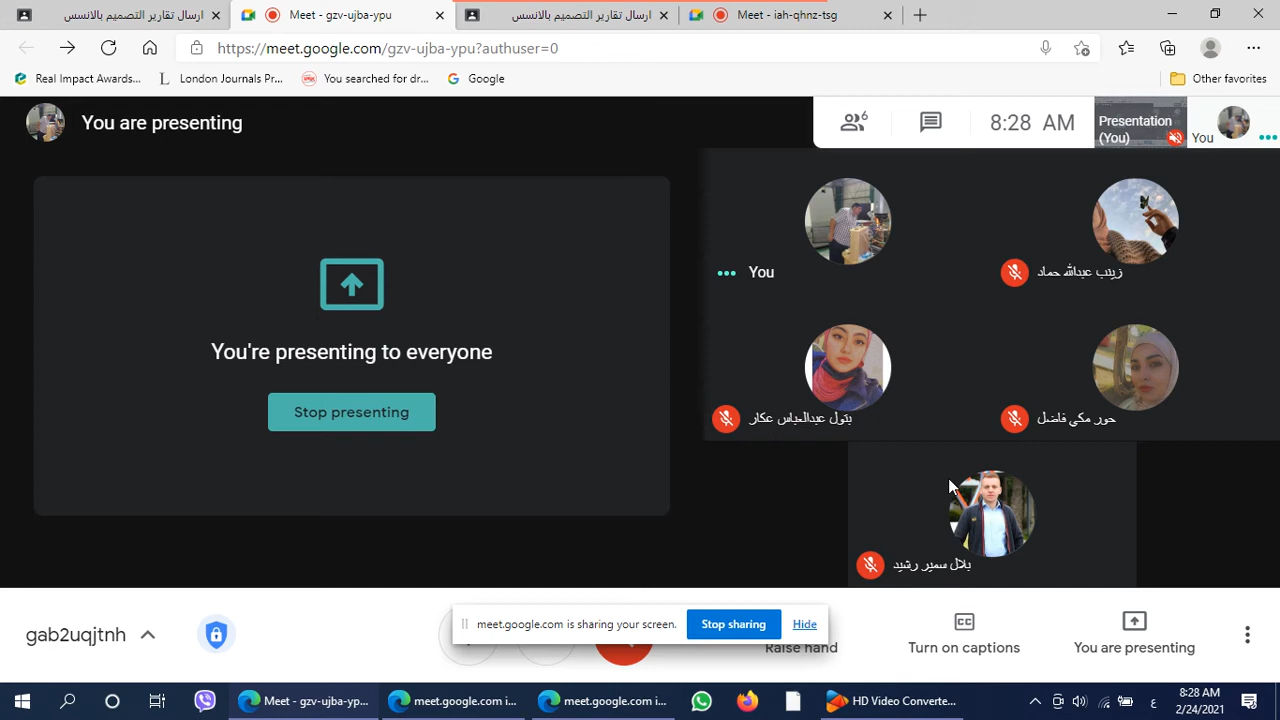 ارسال تقارير التصميم بالانسس
Meet - gzv-ujba-ypu
ارسال تقارير التصميم بالانسس
Meet - iah-qhnz-tsg
https://meet.google.com/gzv-ujba-ypu?authuser=0
Real Impact Awards...
London Journals Pr...
You searched for dr...
Google
Other favorites
You are presenting
6
8:28 AM
Presentation
(You)
You
You're presenting to everyone
Stop presenting
You
زينب عبدالله حماد
بتول عبدالعباس عكار
حور مكي فاضل
بلال سمير رشيد
gab2uqjtnh
meet.google.com is sharing your screen.
Stop sharing
Hide
Raise hand
Turn on captions
You are presenting
Meet - gzv-ujba-yp...
meet.google.com i...
meet.google.com i...
HD Video Converte...
ع
8:28 AM
2/24/2021